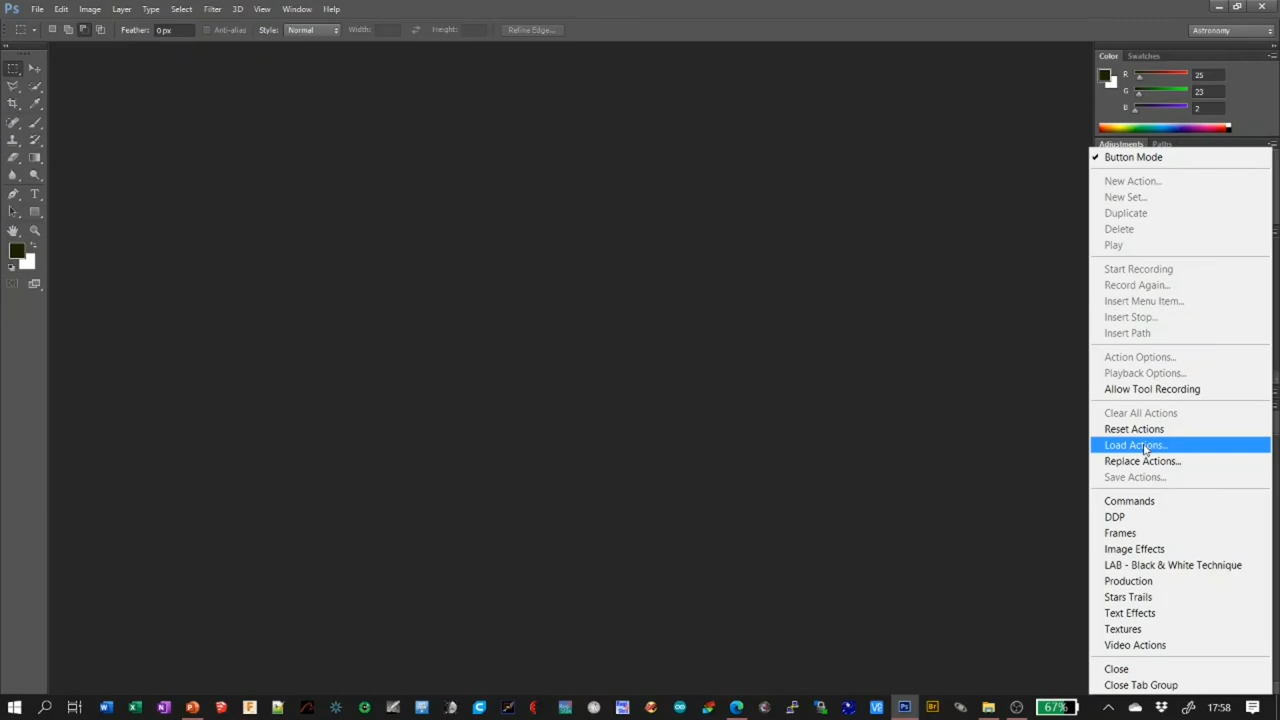 Ps File Edit Image Layer Type Select Filter 3D View Window Help
Feather: 0 px Anti-alias Style: Normal Width: Height: Refine Edge... Astronomy
Color Swatches
R 25
G 23
B 2
Adjustments Paths
Button Mode
New Action...
New Set...
Duplicate
Delete
Play
Start Recording
Record Again...
Insert Menu Item...
Insert Stop...
Insert Path
Action Options...
Playback Options...
Allow Tool Recording
Clear All Actions
Reset Actions
Load Actions...
Replace Actions...
Save Actions...
Commands
DDP
Frames
Image Effects
LAB - Black & White Technique
Production
Stars Trails
Text Effects
Textures
Video Actions
Close
Close Tab Group
67% 17:58